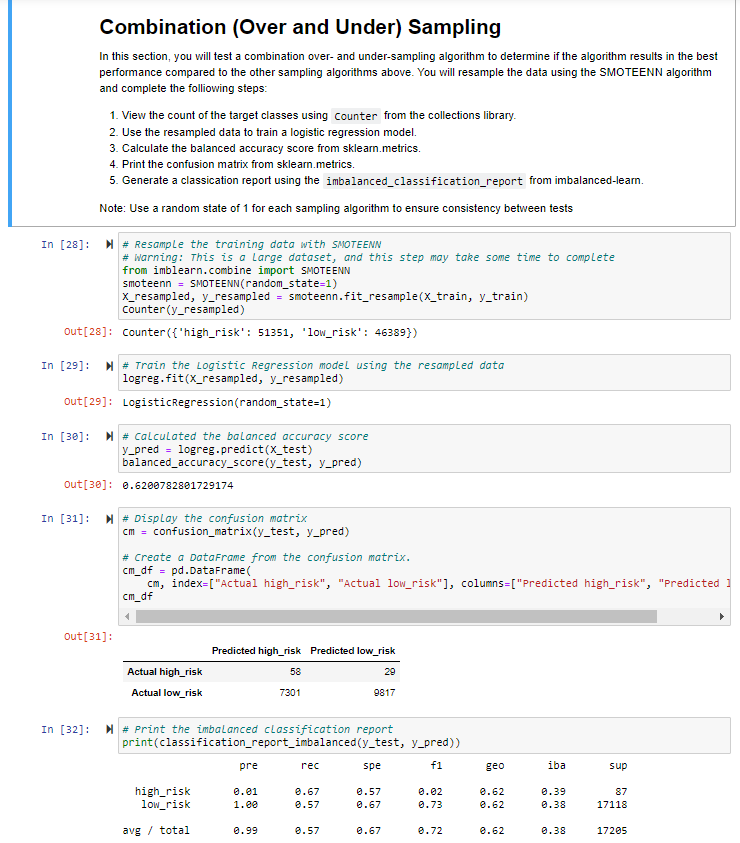 Combination (Over and Under) Sampling
In this section, you will test a combination over- and under-sampling algorithm to determine if the algorithm results in the best
performance compared to the other sampling algorithms above. You will resample the data using the SMOTEENN algorithm
and complete the folliowing steps:
1. View the count of the target classes using Counter from the collections library.
2. Use the resampled data to train a logistic regression model.
3. Calculate the balanced accuracy score from sklearn.metrics.
4. Print the confusion matrix from sklearn.metrics.
5. Generate a classication report using the imbalanced_classification_report from imbalanced-learn.
Note: Use a random state of 1 for each sampling algorithm to ensure consistency between tests
In [28]: # Resample the training data with SMOTEENN
# Warning: This is a large dataset, and this step may take some time to complete
from imblearn.combine import SMOTEENN
smoteenn = SMOTEENN(random_state=1)
X_resampled, y_resampled = smoteenn.fit_resample(X_train, y_train)
Counter(y_resampled)
Out[28]: Counter({'high_risk': 51351, 'low_risk': 46389})
In [29]: # Train the Logistic Regression model using the resampled data
logreg.fit(X_resampled, y_resampled)
Out[29]: LogisticRegression(random_state=1)
In [30]: # Calculated the balanced accuracy score
y_pred = logreg.predict(X_test)
balanced_accuracy_score(y_test, y_pred)
Out[30]: 0.6200782801729174
In [31]: # Display the confusion matrix
cm = confusion_matrix(y_test, y_pred)
# Create a DataFrame from the confusion matrix.
cm_df = pd.DataFrame(
cm, index=["Actual high_risk", "Actual low_risk"], columns=["Predicted high_risk", "Predicted l
cm_df
Out[31]:
Predicted high_risk Predicted low_risk
Actual high_risk 58 29
Actual low_risk 7301 9817
In [32]: # Print the imbalanced classification report
print(classification_report_imbalanced(y_test, y_pred))
pre rec spe f1 geo iba sup
high_risk 0.01 0.67 0.57 0.02 0.62 0.39 87
low_risk 1.00 0.57 0.67 0.73 0.62 0.38 17118
avg / total 0.99 0.57 0.67 0.72 0.62 0.38 17205